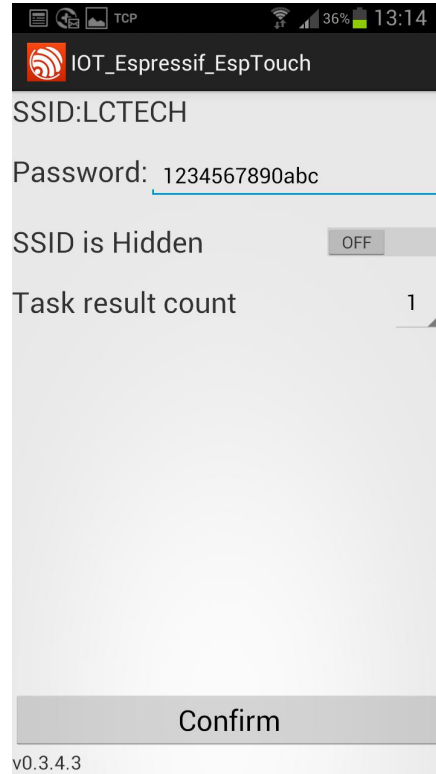 TCP 36% 13:14
IOT_Espressif_EspTouch
SSID:LCTECH
Password: 1234567890abc
SSID is Hidden OFF
Task result count 1
Confirm
v0.3.4.3